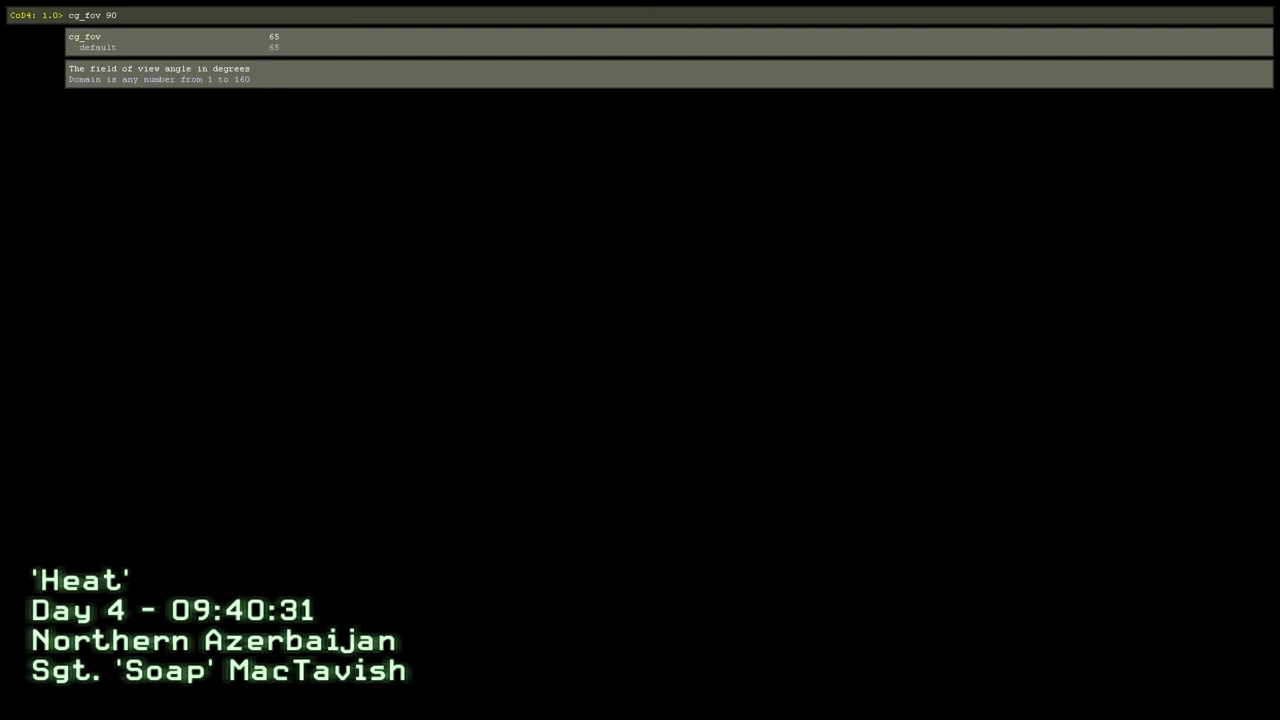 CoD4: 1.0> cg_fov 90
cg_fov 65
default 65
The field of view angle in degrees
Domain is any number from 1 to 160
'Heat'
Day 4 - 09:40:31
Northern Azerbaijan
Sgt. 'Soap' MacTavish